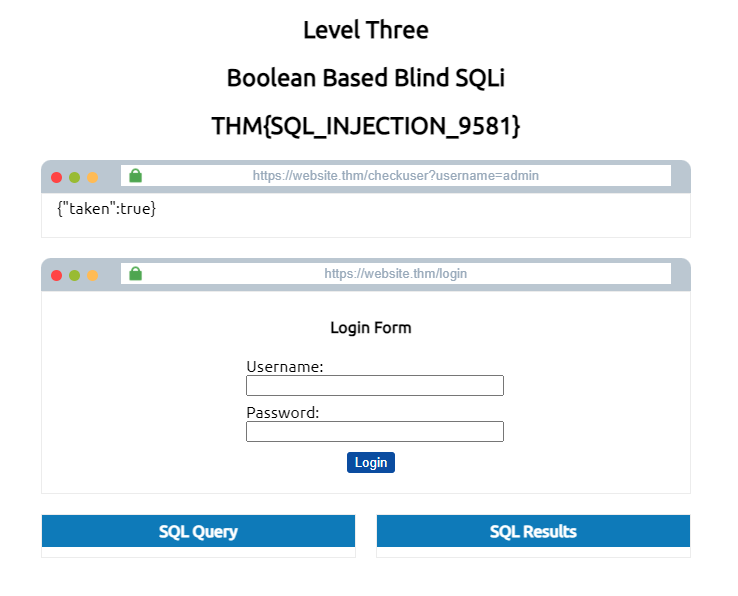 Level Three
Boolean Based Blind SQLi
THM{SQL_INJECTION_9581}
https://website.thm/checkuser?username=admin
{"taken":true}
https://website.thm/login
Login Form
Username:
Password:
Login
SQL Query
SQL Results